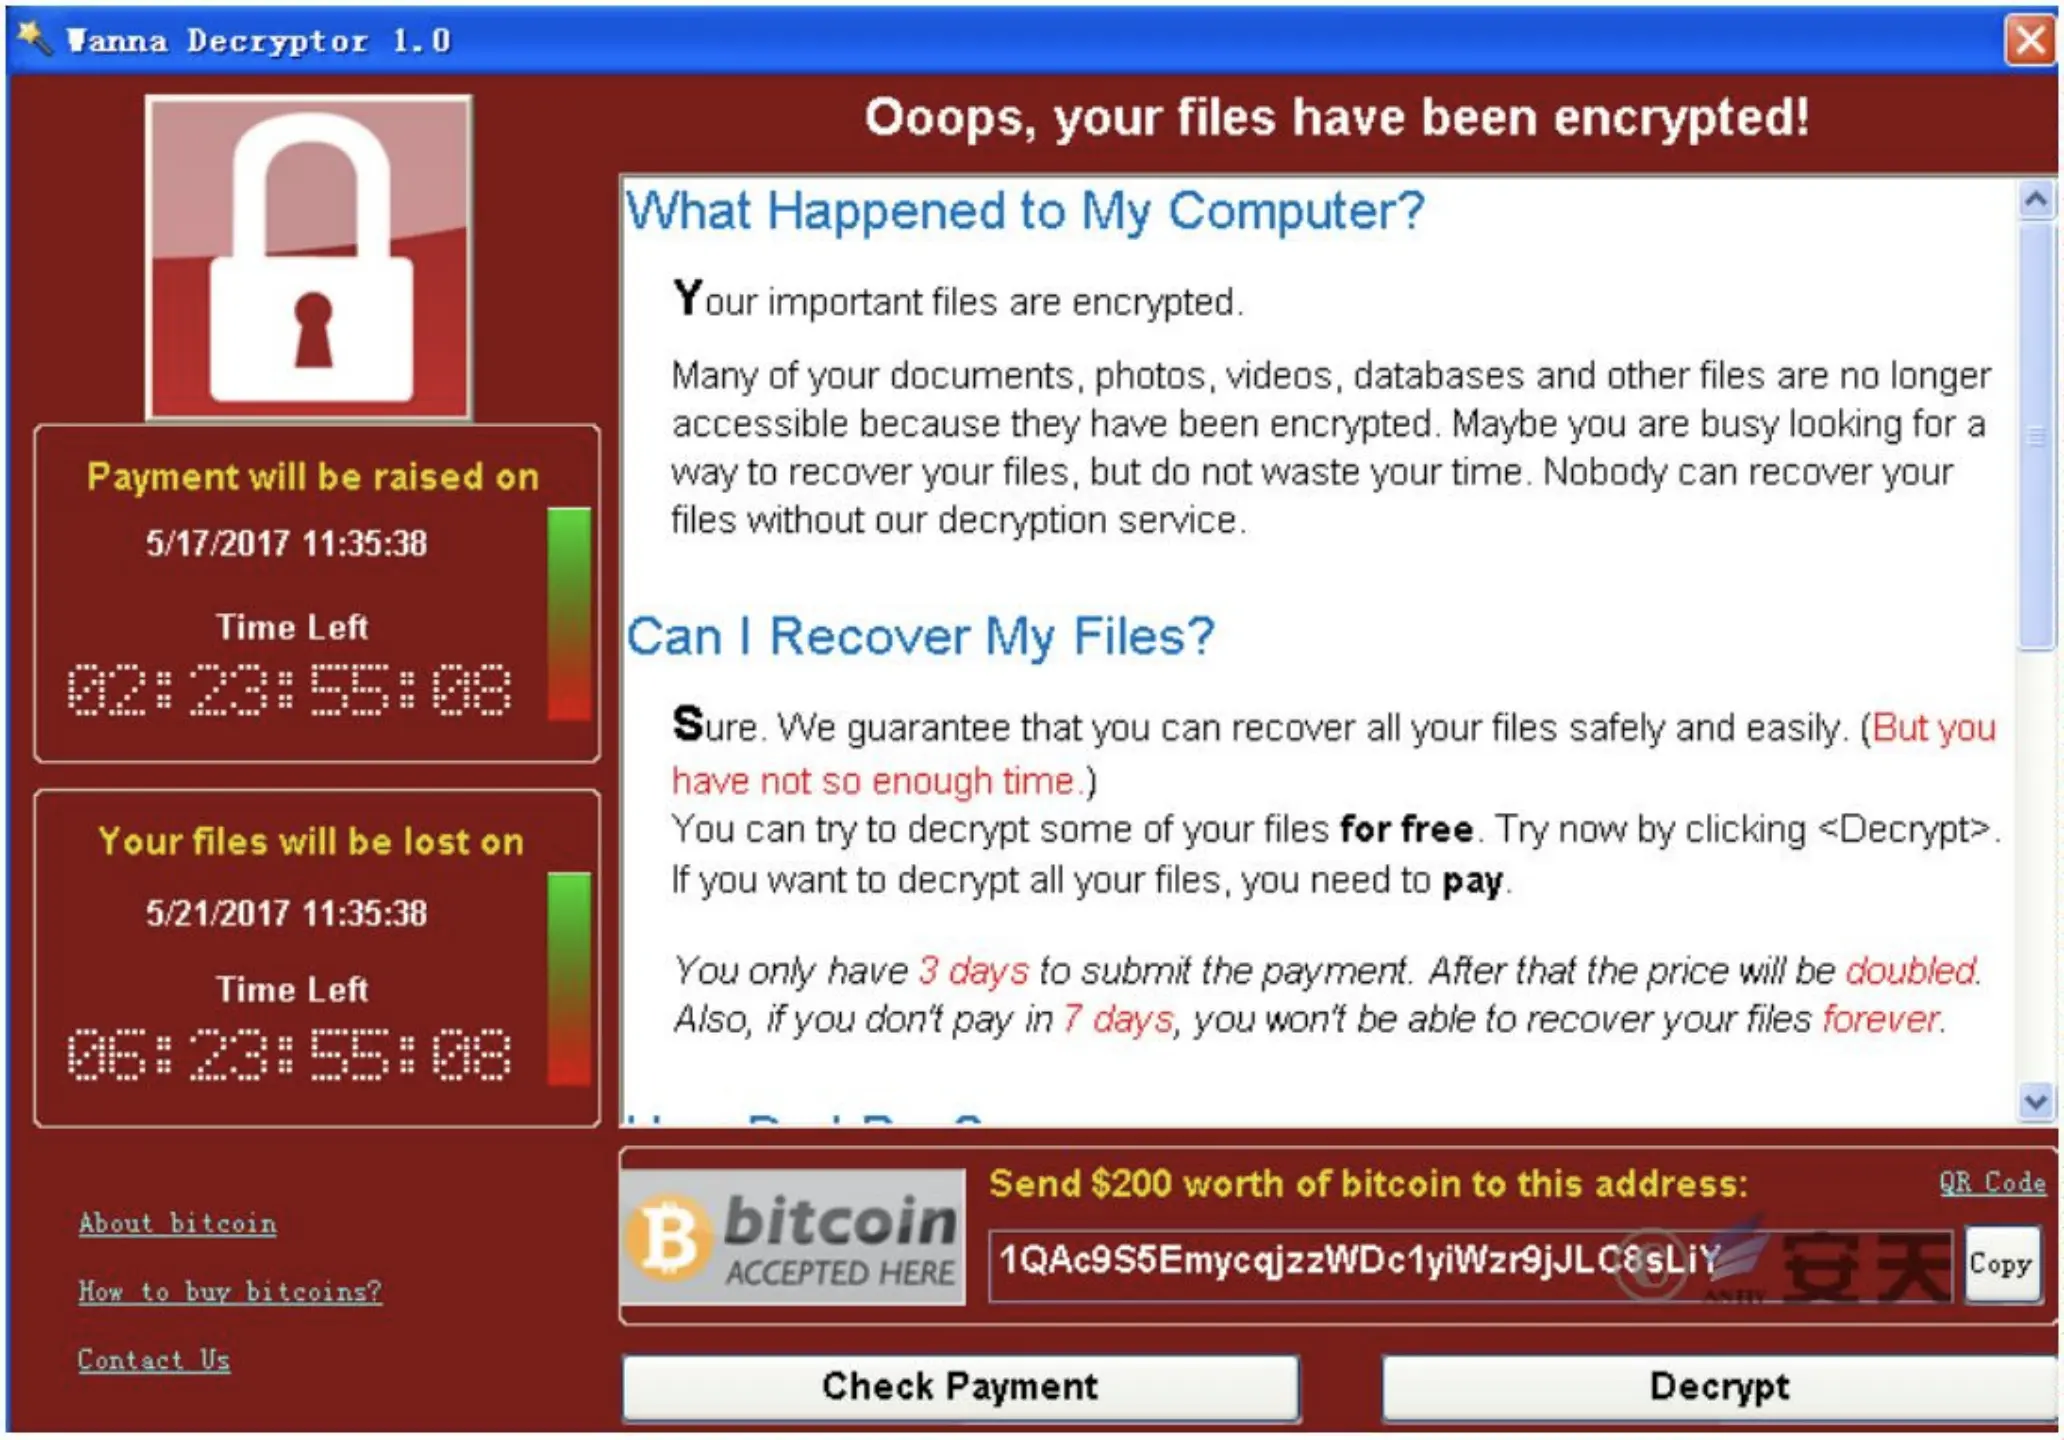 Wanna Decryptor 1.0
Ooops, your files have been encrypted!
Payment will be raised on
5/17/2017 11:35:38
Time Left
02:23:55:08
Your files will be lost on
5/21/2017 11:35:38
Time Left
06:23:55:08
About bitcoin
How to buy bitcoins?
Contact Us
What Happened to My Computer?
Your important files are encrypted.
Many of your documents, photos, videos, databases and other files are no longer
accessible because they have been encrypted. Maybe you are busy looking for a
way to recover your files, but do not waste your time. Nobody can recover your
files without our decryption service.
Can I Recover My Files?
Sure. We guarantee that you can recover all your files safely and easily. (But you
have not so enough time.)
You can try to decrypt some of your files for free. Try now by clicking <Decrypt>.
If you want to decrypt all your files, you need to pay.
You only have 3 days to submit the payment. After that the price will be doubled.
Also, if you don't pay in 7 days, you won't be able to recover your files forever.
bitcoin
ACCEPTED HERE
Send $200 worth of bitcoin to this address:
QR Code
1QAc9S5EmycqjzzWDc1yiWzr9jJLC8sLiY
ANTIY 安天
Copy
Check Payment
Decrypt